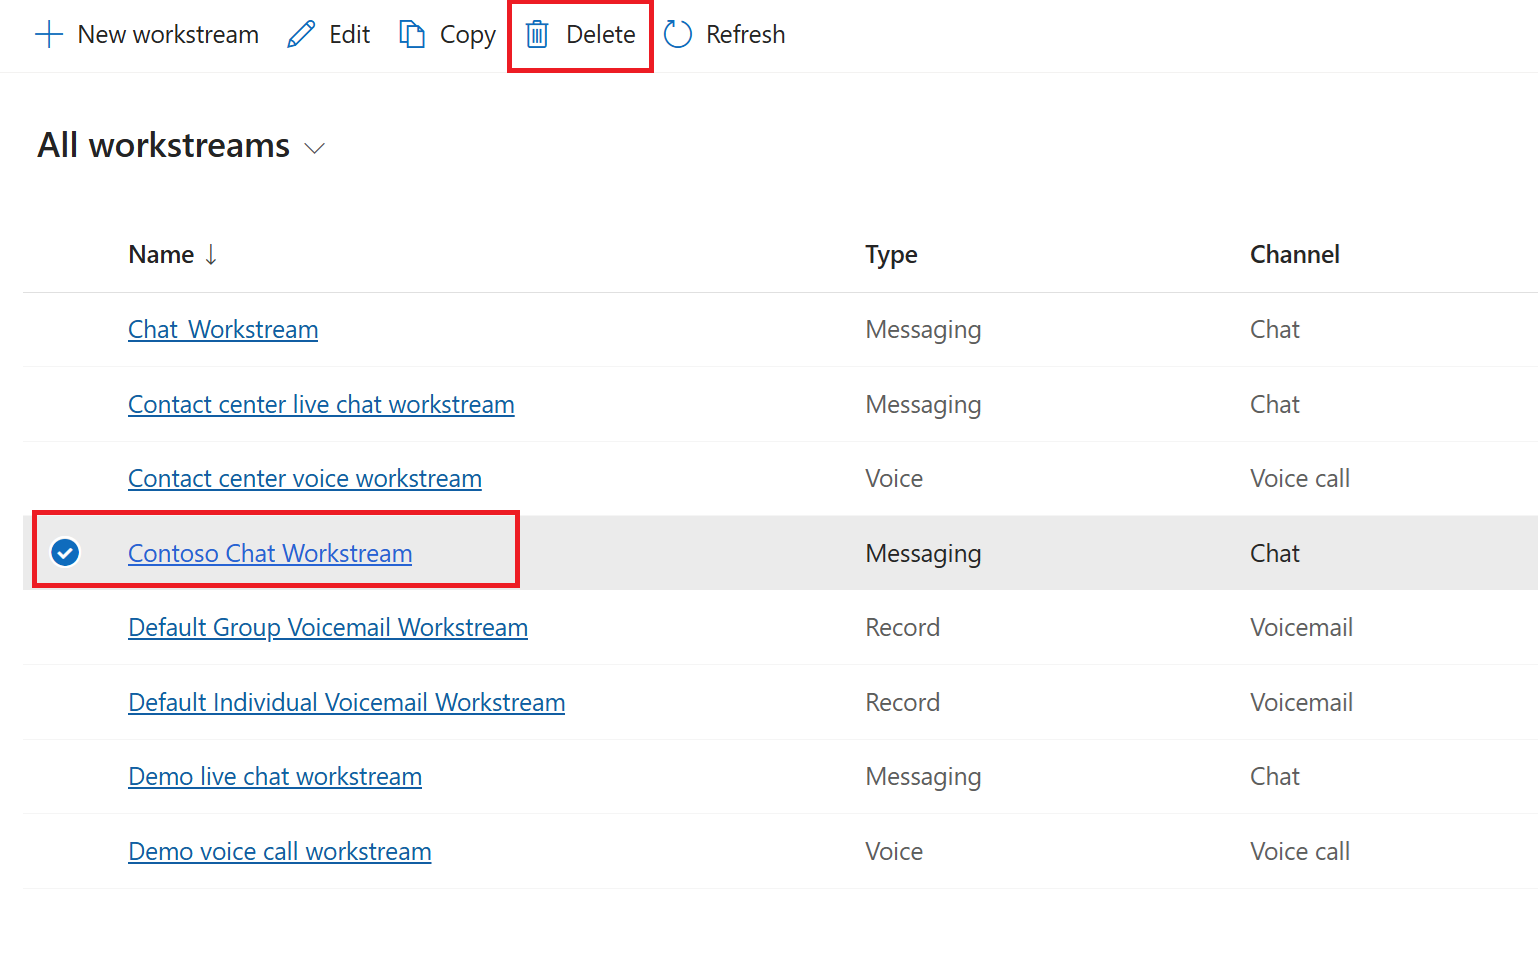 New workstream Edit Copy Delete Refresh
All workstreams
Name Type Channel
Chat Workstream Messaging Chat
Contact center live chat workstream Messaging Chat
Contact center voice workstream Voice Voice call
Contoso Chat Workstream Messaging Chat
Default Group Voicemail Workstream Record Voicemail
Default Individual Voicemail Workstream Record Voicemail
Demo live chat workstream Messaging Chat
Demo voice call workstream Voice Voice call